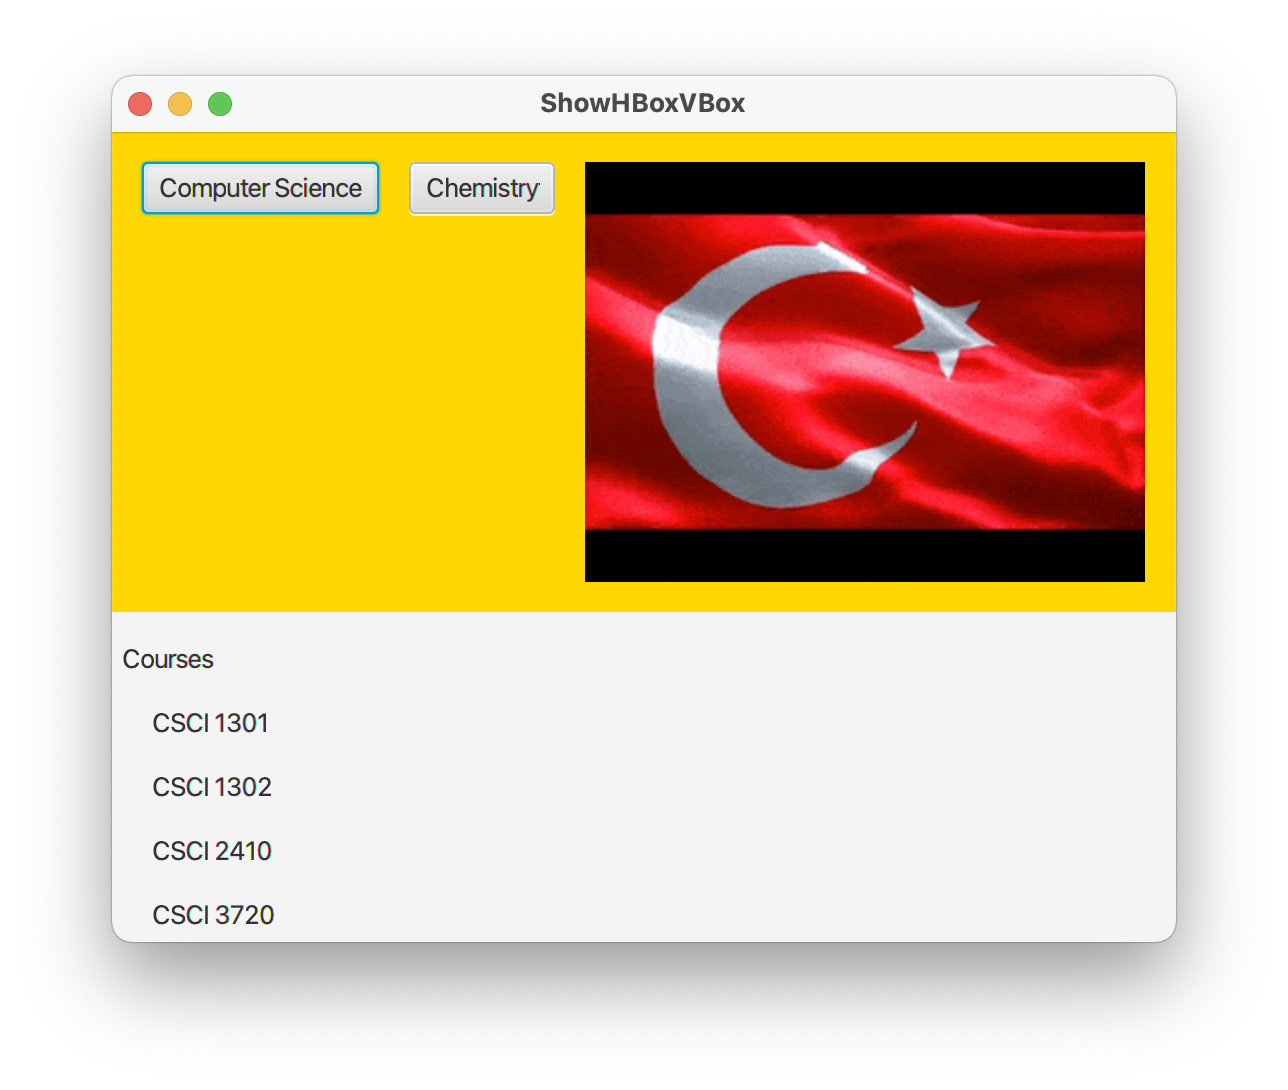 ShowHBoxVBox
Computer Science
Chemistry
Courses
CSCI 1301
CSCI 1302
CSCI 2410
CSCI 3720